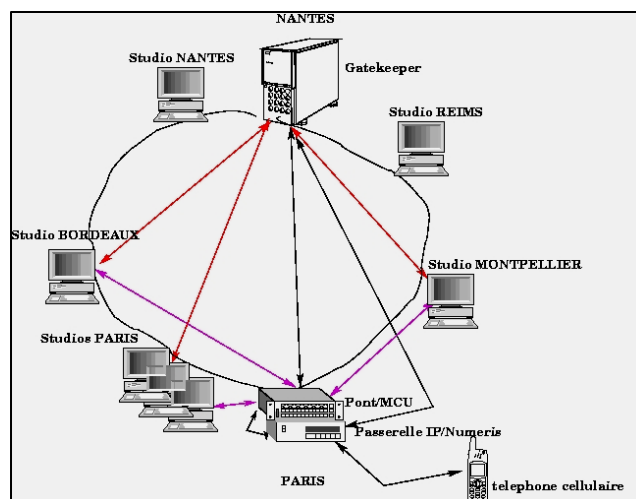 NANTES
Studio NANTES
Gatekeeper
Studio REIMS
Studio BORDEAUX
Studio MONTPELLIER
Studios PARIS
Pont/MCU
Passerelle IP/Numeris
PARIS
telephone cellulaire